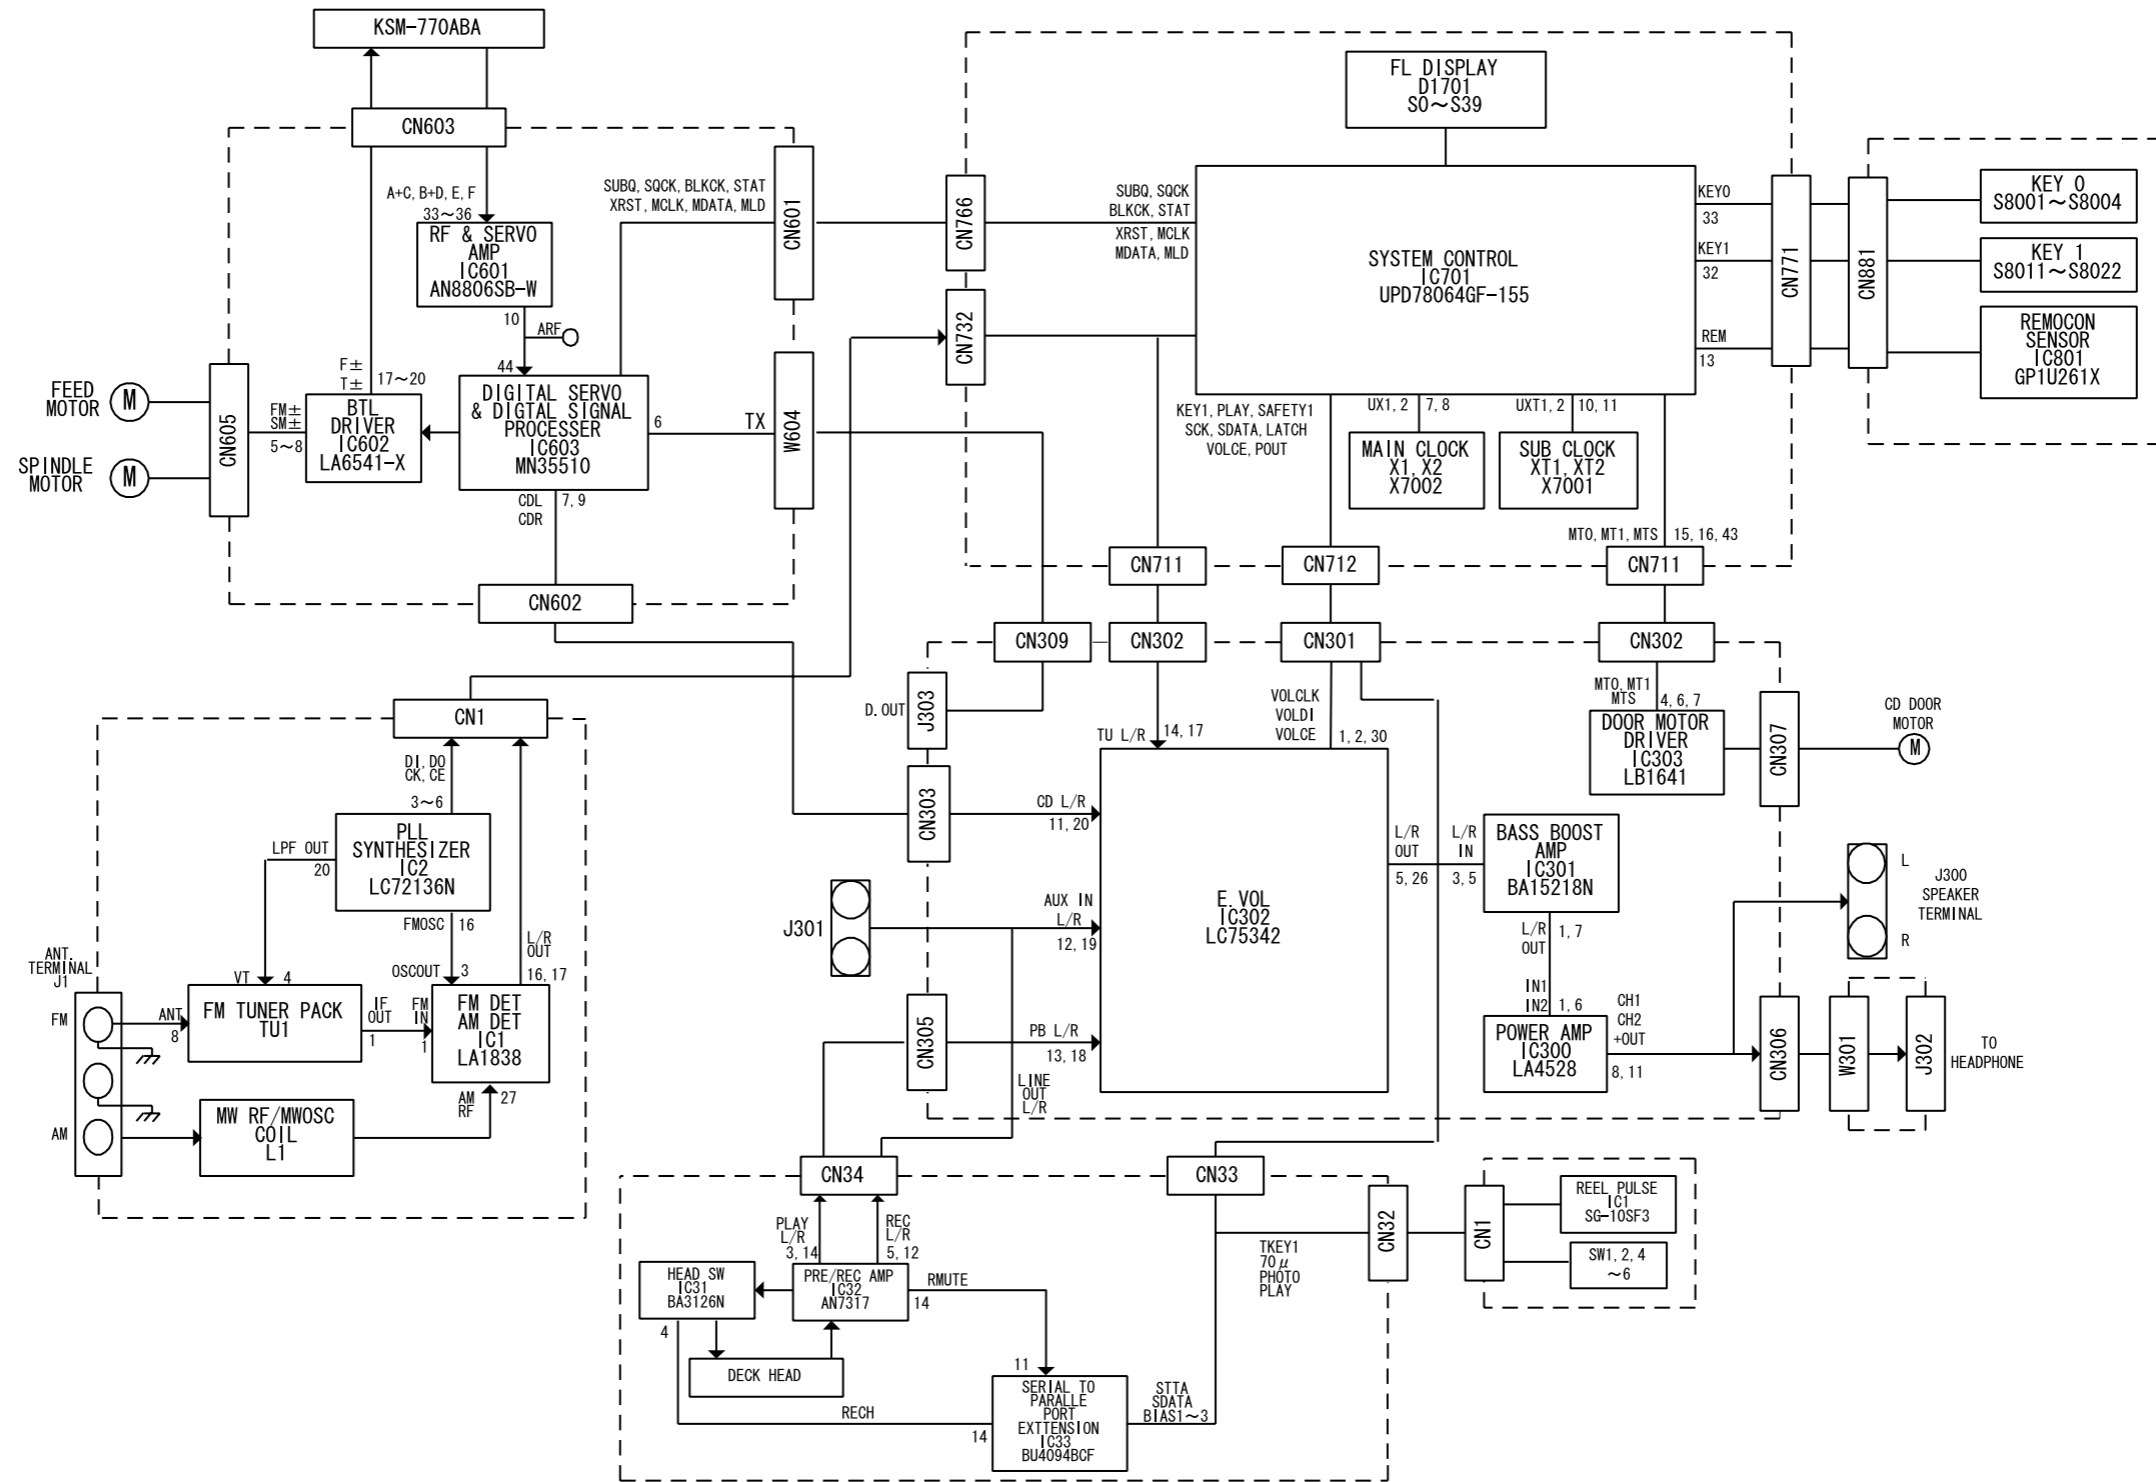 KSM-770ABA
CN603
A+C, B+D, E, F
33～36
RF & SERVO
AMP
IC601
AN8806SB-W
10
ARF
SUBQ, SQCK, BLKCK, STAT
XRST, MCLK, MDATA, MLD
CN601
FEED
MOTOR
M
SPINDLE
MOTOR
M
CN605
FM±
SM±
5～8
F±
T±
17～20
BTL
DRIVER
IC602
LA6541-X
44
DIGITAL SERVO
& DIGTAL SIGNAL
PROCESSER
IC603
MN35510
6
TX
W604
CDL
CDR
7, 9
CN602
FL DISPLAY
D1701
S0～S39
CN766
CN732
SUBQ, SQCK
BLKCK, STAT
XRST, MCLK
MDATA, MLD
SYSTEM CONTROL
IC701
UPD78064GF-155
KEY0
33
KEY1
32
REM
13
CN771
CN881
KEY 0
S8001～S8004
KEY 1
S8011～S8022
REMOCON
SENSOR
IC801
GP1U261X
KEY1, PLAY, SAFETY1
SCK, SDATA, LATCH
VOLCE, POUT
UX1, 2
7, 8
MAIN CLOCK
X1, X2
X7002
UXT1, 2
10, 11
SUB CLOCK
XT1, XT2
X7001
MT0, MT1, MTS
15, 16, 43
CN711
CN712
CN711
CN309
CN302
CN301
CN302
D. OUT
J303
TU L/R
14, 17
VOLCLK
VOLDI
VOLCE
1, 2, 30
MT0, MT1
MTS
4, 6, 7
DOOR MOTOR
DRIVER
IC303
LB1641
CN307
CD DOOR
MOTOR
M
CN303
CD L/R
11, 20
J301
AUX IN
L/R
12, 19
CN305
PB L/R
13, 18
LINE
OUT
L/R
E. VOL
IC302
LC75342
L/R
OUT
5, 26
L/R
IN
3, 5
BASS BOOST
AMP
IC301
BA15218N
L/R
OUT
1, 7
IN1
IN2
1, 6
POWER AMP
IC300
LA4528
CH1
CH2
+OUT
8, 11
L
R
J300
SPEAKER
TERMINAL
CN306
W301
J302
TO
HEADPHONE
CN1
DI, DO
CK, CE
3～6
PLL
SYNTHESIZER
IC2
LC72136N
LPF OUT
20
FMOSC
16
OSCOUT
3
L/R
OUT
16, 17
ANT.
TERMINAL
J1
FM
AM
ANT
8
VT
4
FM TUNER PACK
TU1
IF
OUT
1
FM
IN
1
FM DET
AM DET
IC1
LA1838
AM
RF
27
MW RF/MWOSC
COIL
L1
CN34
CN33
PLAY
L/R
3, 14
REC
L/R
5, 12
HEAD SW
IC31
BA3126N
PRE/REC AMP
IC32
AN7317
RMUTE
14
4
DECK HEAD
RECH
11
14
SERIAL TO
PARALLE
PORT
EXTTENSION
IC33
BU4094BCF
STTA
SDATA
BIAS1～3
TKEY1
70μ
PHOTO
PLAY
CN32
CN1
REEL PULSE
IC1
SG-10SF3
SW1, 2, 4
～6